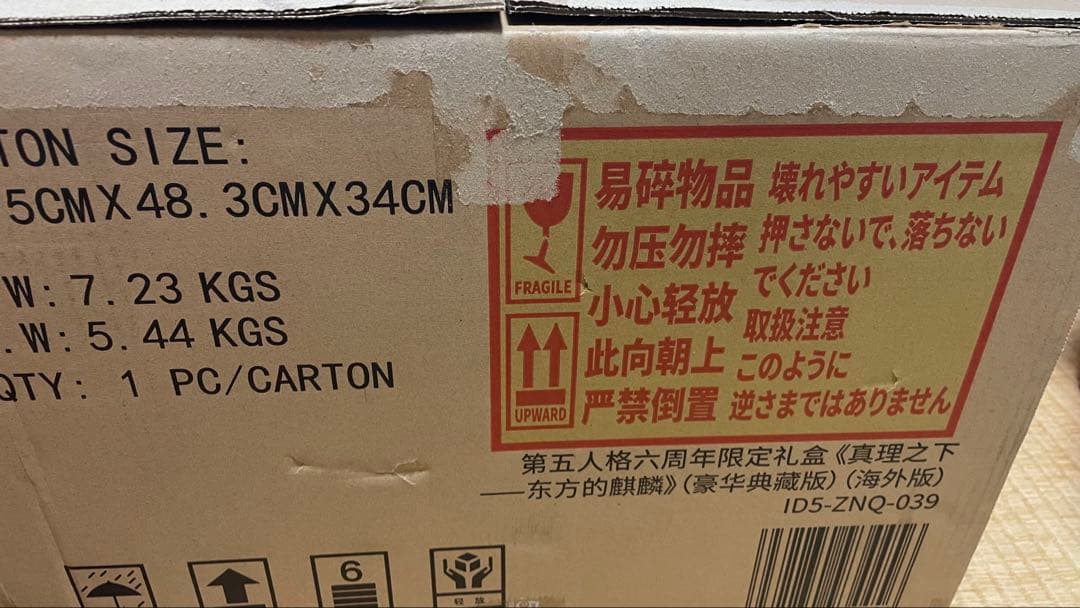 TON SIZE:
5CMX48.3CMX34CM
W: 7.23 KGS
.W: 5.44 KGS
QTY: 1 PC/CARTON
FRAGILE
UPWARD
易碎物品
勿压勿摔
小心轻放
此向朝上
严禁倒置
壊れやすいアイテム
押さないで、落ちない
でください
取扱注意
このように
逆さまではありません
第五人格六周年限定礼盒《真理之下
——东方的麒麟》(豪华典藏版)(海外版)
ID5-ZNQ-039
6
轻放